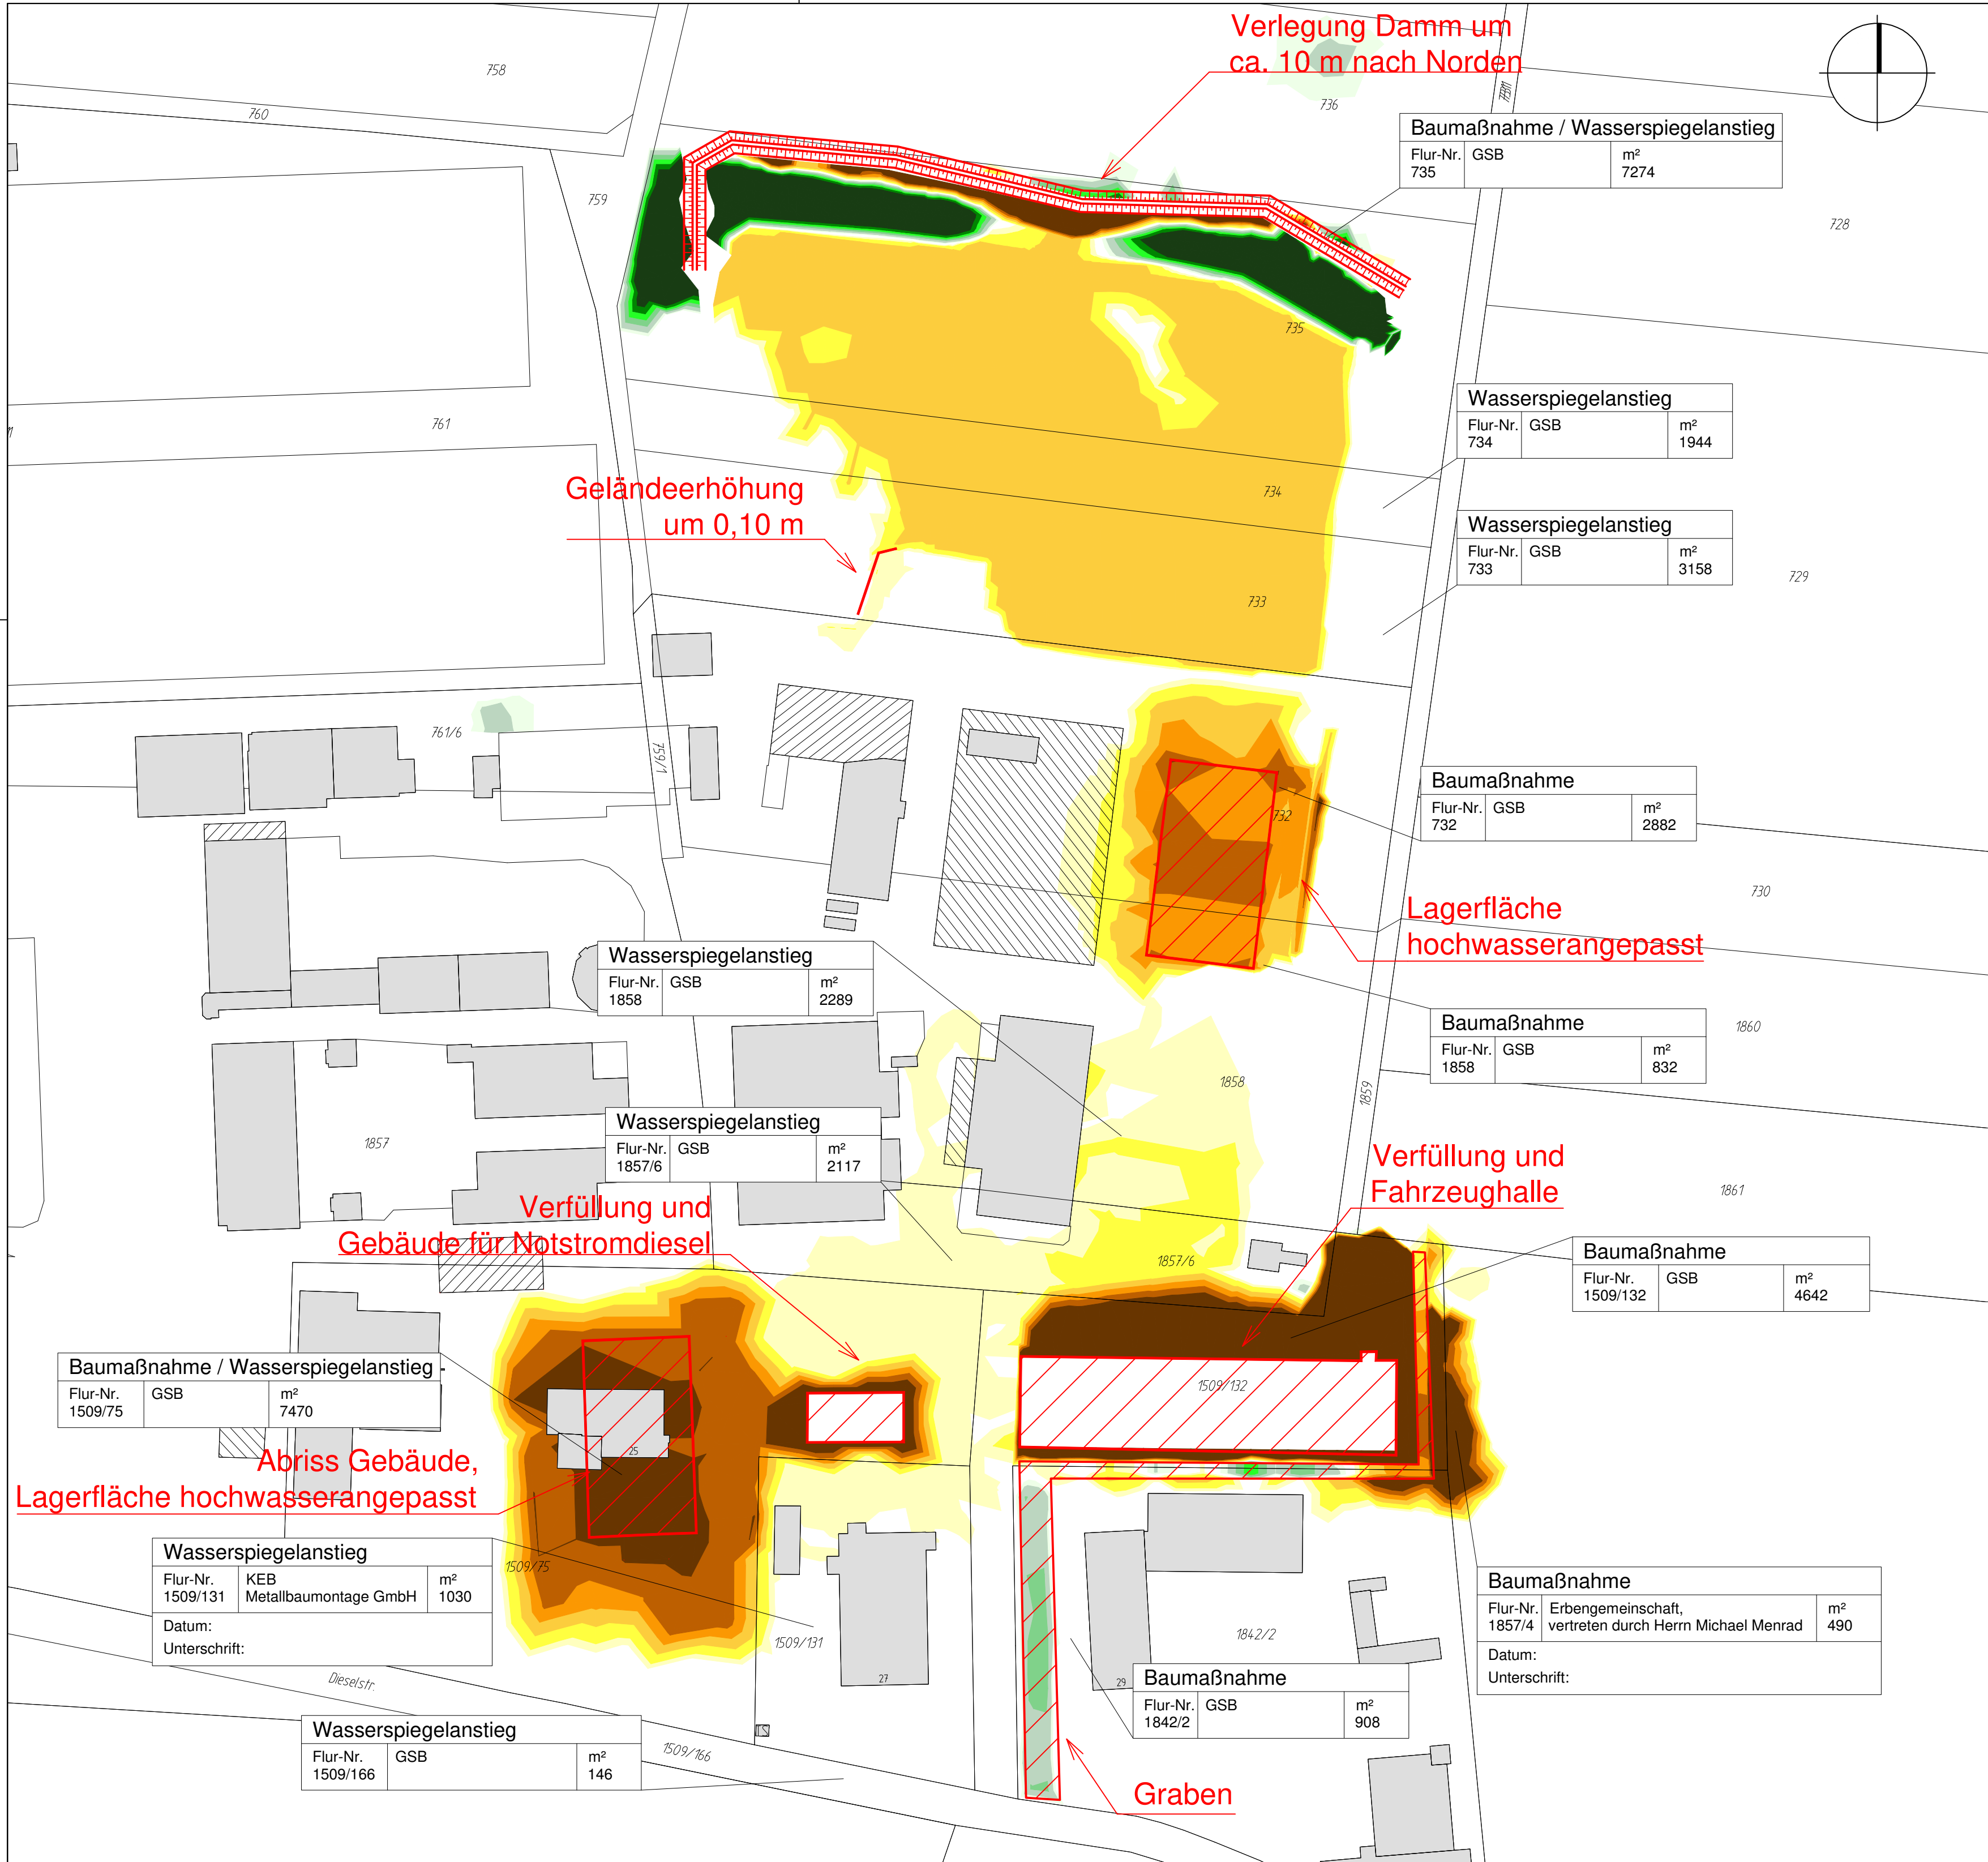 Verlegung Damm um
ca. 10 m nach Norden
758
760
736
Baumaßnahme / Wasserspiegelanstieg
Flur-Nr. GSB m²
735 7274
759
728
735
Wasserspiegelanstieg
Flur-Nr. GSB m²
734 1944
761
Geländeerhöhung
um 0,10 m
734
Wasserspiegelanstieg
Flur-Nr. GSB m²
733 3158
729
733
761/6
759/1
Baumaßnahme
Flur-Nr. GSB m²
732 2882
732
730
Lagerfläche
hochwasserangepasst
Wasserspiegelanstieg
Flur-Nr. GSB m²
1858 2289
Baumaßnahme
Flur-Nr. GSB m²
1858 832
1860
1858
1859
Wasserspiegelanstieg
Flur-Nr. GSB m²
1857/6 2117
1857
Verfüllung und
Fahrzeughalle
1861
Verfüllung und
Gebäude für Notstromdiesel
1857/6
Baumaßnahme
Flur-Nr. GSB m²
1509/132 4642
Baumaßnahme / Wasserspiegelanstieg
Flur-Nr. GSB m²
1509/75 7470
1509/132
25
Abriss Gebäude,
Lagerfläche hochwasserangepasst
Wasserspiegelanstieg
Flur-Nr. KEB m²
1509/131 Metallbaumontage GmbH 1030
Datum:
Unterschrift:
1509/75
Baumaßnahme
Flur-Nr. Erbengemeinschaft, m²
1857/4 vertreten durch Herrn Michael Menrad 490
Datum:
Unterschrift:
1509/131
1842/2
27
29
Dieselstr.
Baumaßnahme
Flur-Nr. GSB m²
1842/2 908
Wasserspiegelanstieg
Flur-Nr. GSB m²
1509/166 146
1509/166
Graben